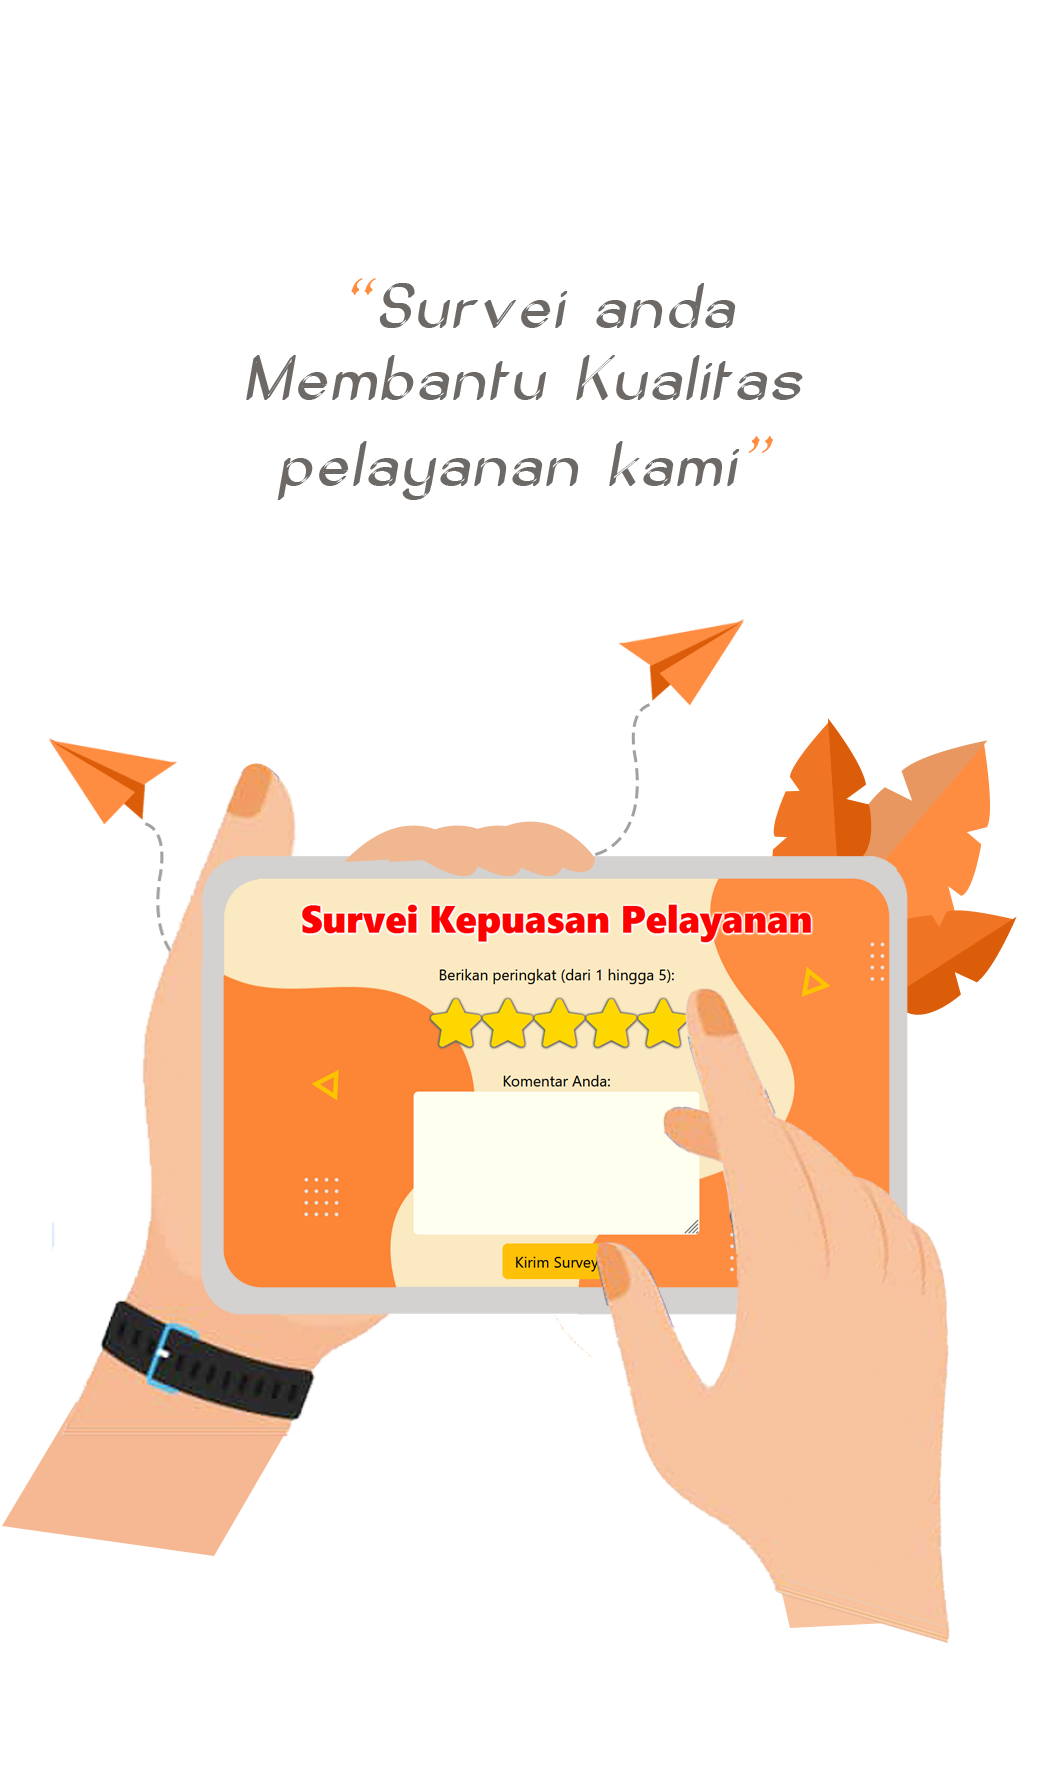 “Survei anda
Membantu Kualitas
pelayanan kami”
Survei Kepuasan Pelayanan
Berikan peringkat (dari 1 hingga 5):
Komentar Anda:
Kirim Survey